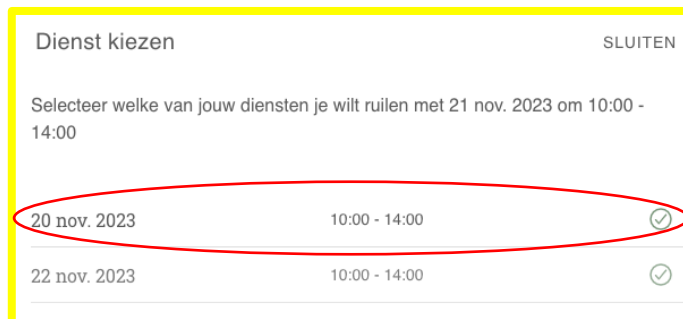 Dienst kiezen SLUITEN
Selecteer welke van jouw diensten je wilt ruilen met 21 nov. 2023 om 10:00 -
14:00
20 nov. 2023 10:00 - 14:00
22 nov. 2023 10:00 - 14:00